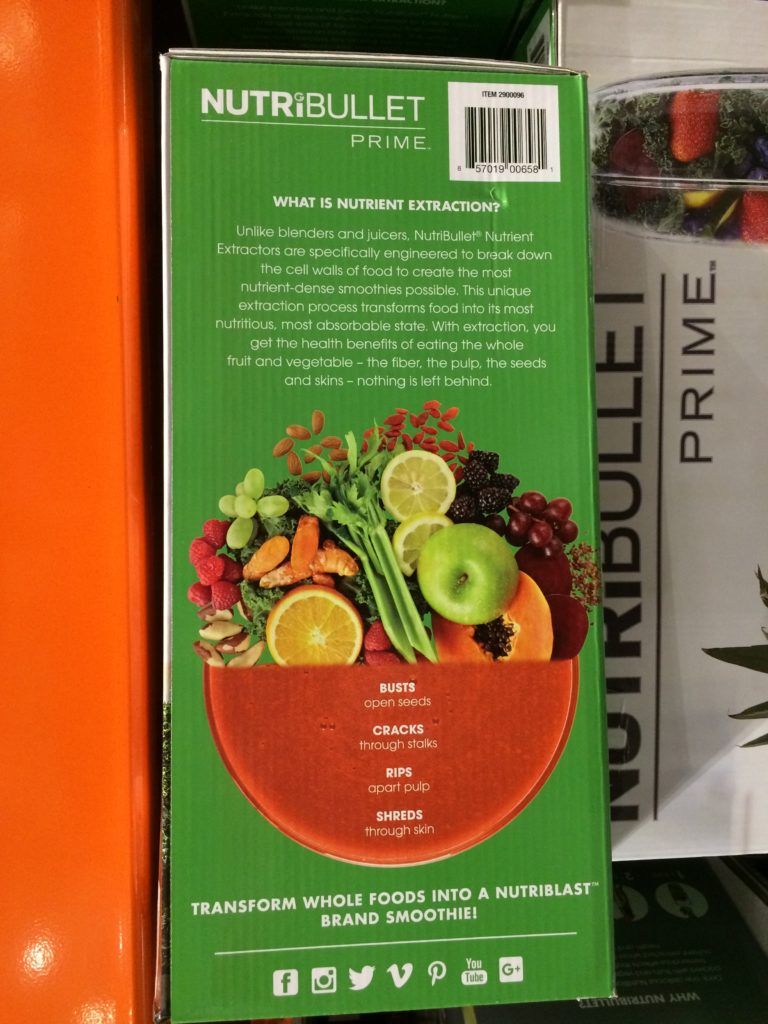 NUTRiBULLET
PRIME™
ITEM 2900096
8 57019 00658 1
WHAT IS NUTRIENT EXTRACTION?
Unlike blenders and juicers, NutriBullet® Nutrient
Extractors are specifically engineered to break down
the cell walls of food to create the most
nutrient-dense smoothies possible. This unique
extraction process transforms food into its most
nutritious, most absorbable state. With extraction, you
get the health benefits of eating the whole
fruit and vegetable – the fiber, the pulp, the seeds
and skins – nothing is left behind.
BUSTS
open seeds
CRACKS
through stalks
RIPS
apart pulp
SHREDS
through skin
TRANSFORM WHOLE FOODS INTO A NUTRIBLAST™
BRAND SMOOTHIE!
You
Tube
G+
NUTRIBULLET
PRIME™
WHY NUTRIBULLET